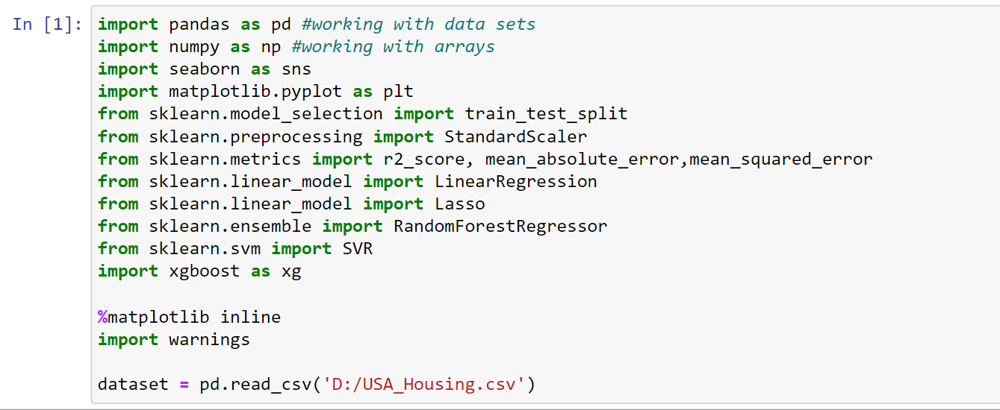 In [1]: import pandas as pd #working with data sets
import numpy as np #working with arrays
import seaborn as sns
import matplotlib.pyplot as plt
from sklearn.model_selection import train_test_split
from sklearn.preprocessing import StandardScaler
from sklearn.metrics import r2_score, mean_absolute_error,mean_squared_error
from sklearn.linear_model import LinearRegression
from sklearn.linear_model import Lasso
from sklearn.ensemble import RandomForestRegressor
from sklearn.svm import SVR
import xgboost as xg
%matplotlib inline
import warnings
dataset = pd.read_csv('D:/USA_Housing.csv')